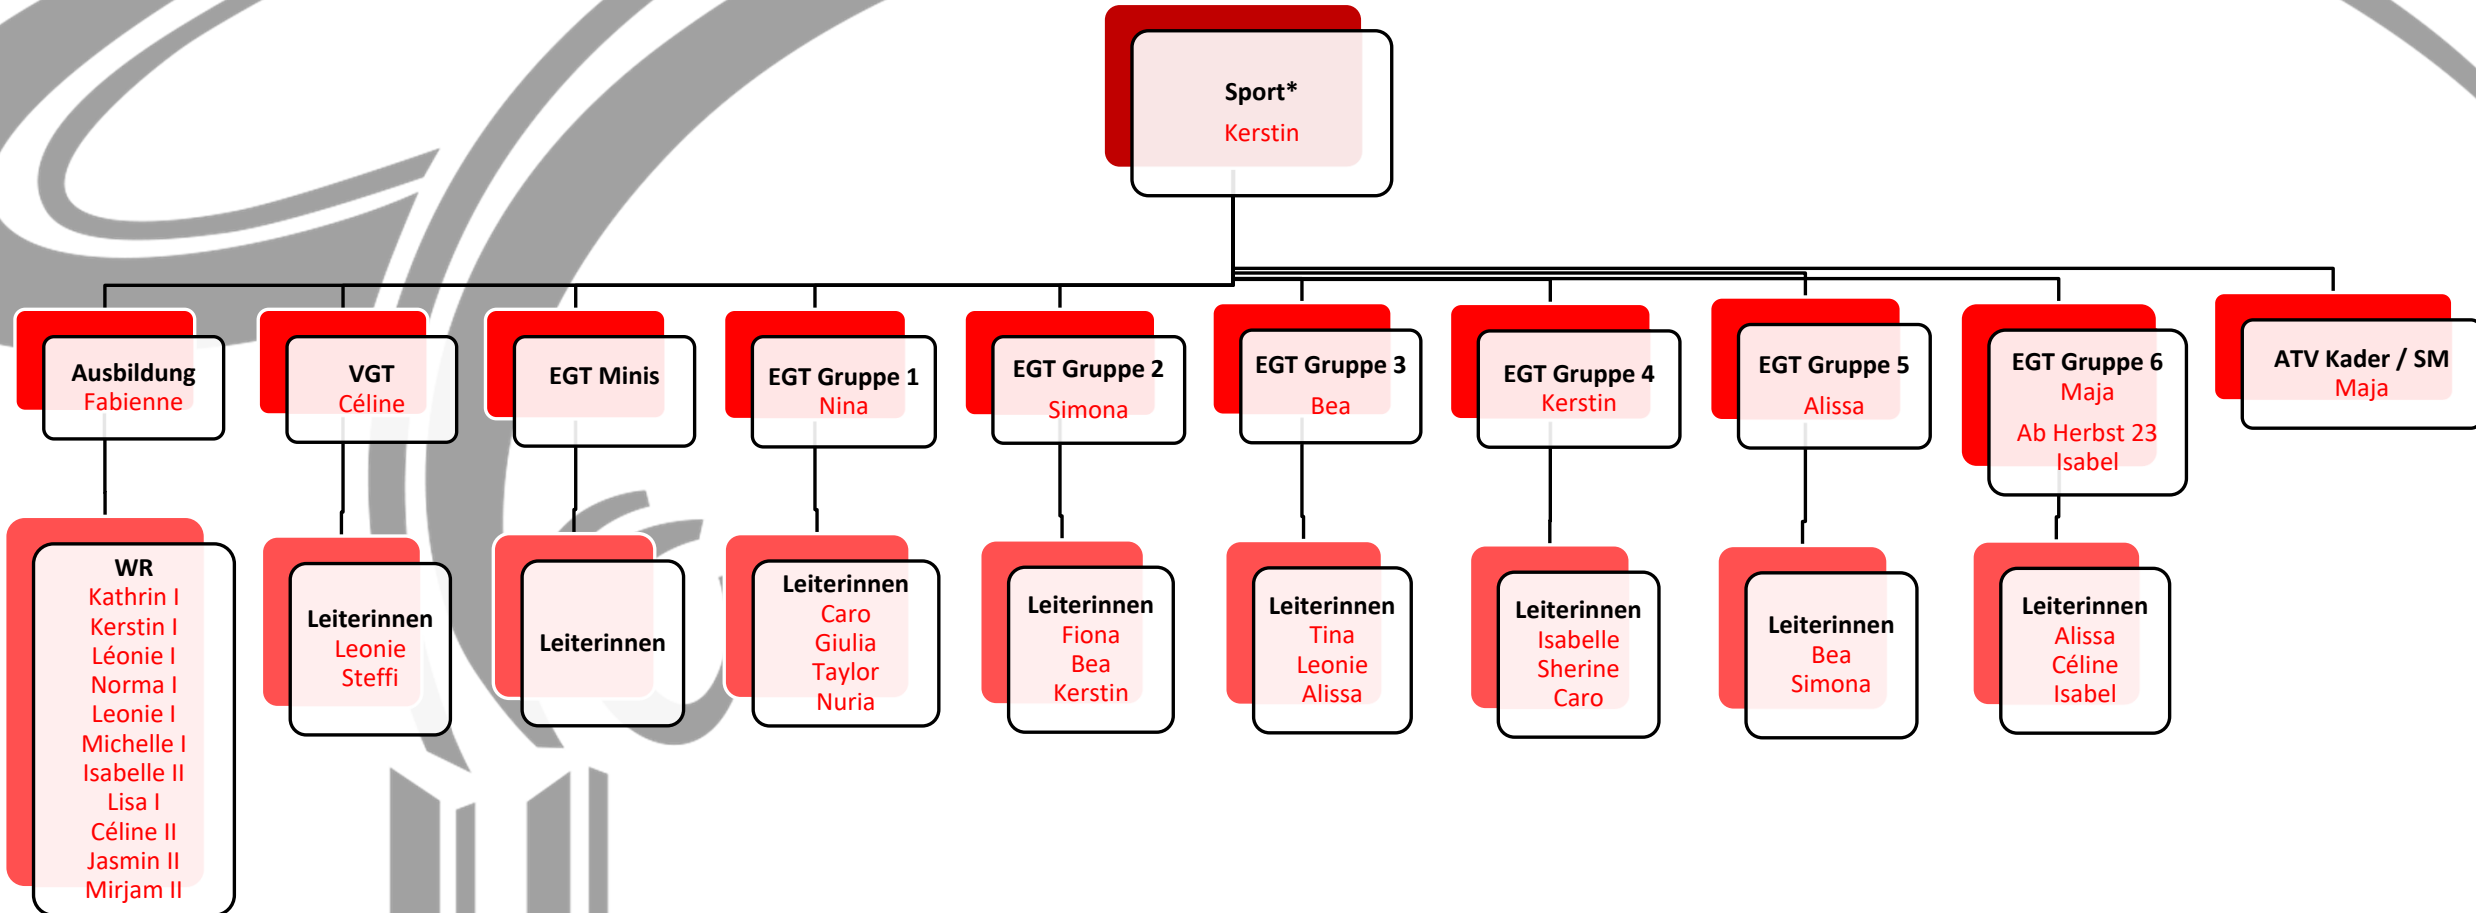 Sport*
Kerstin
Ausbildung
Fabienne
VGT
Céline
EGT Minis
EGT Gruppe 1
Nina
EGT Gruppe 2
Simona
EGT Gruppe 3
Bea
EGT Gruppe 4
Kerstin
EGT Gruppe 5
Alissa
EGT Gruppe 6
Maja
Ab Herbst 23
Isabel
ATV Kader / SM
Maja
WR
Kathrin I
Kerstin I
Léonie I
Norma I
Leonie I
Michelle I
Isabelle II
Lisa I
Céline II
Jasmin II
Mirjam II
Leiterinnen
Leonie
Steffi
Leiterinnen
Leiterinnen
Caro
Giulia
Taylor
Nuria
Leiterinnen
Fiona
Bea
Kerstin
Leiterinnen
Tina
Leonie
Alissa
Leiterinnen
Isabelle
Sherine
Caro
Leiterinnen
Bea
Simona
Leiterinnen
Alissa
Céline
Isabel